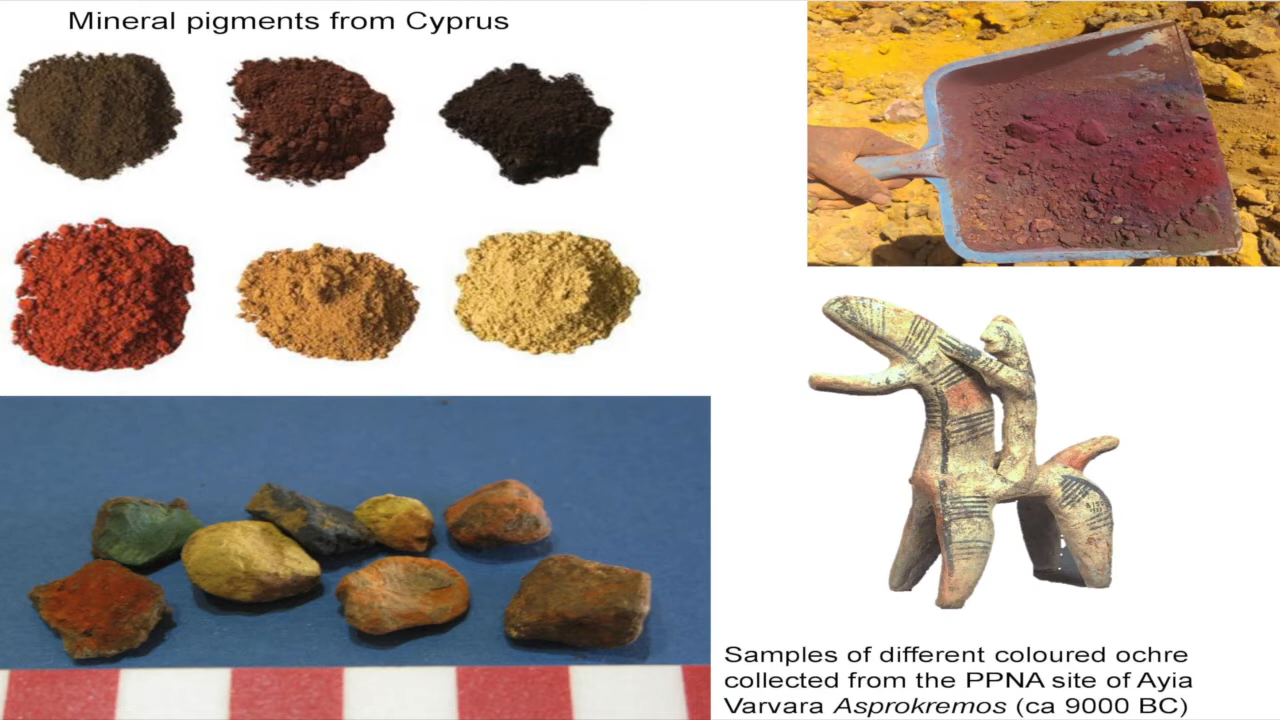 Mineral pigments from Cyprus
Samples of different coloured ochre
collected from the PPNA site of Ayia
Varvara Asprokremos (ca 9000 BC)